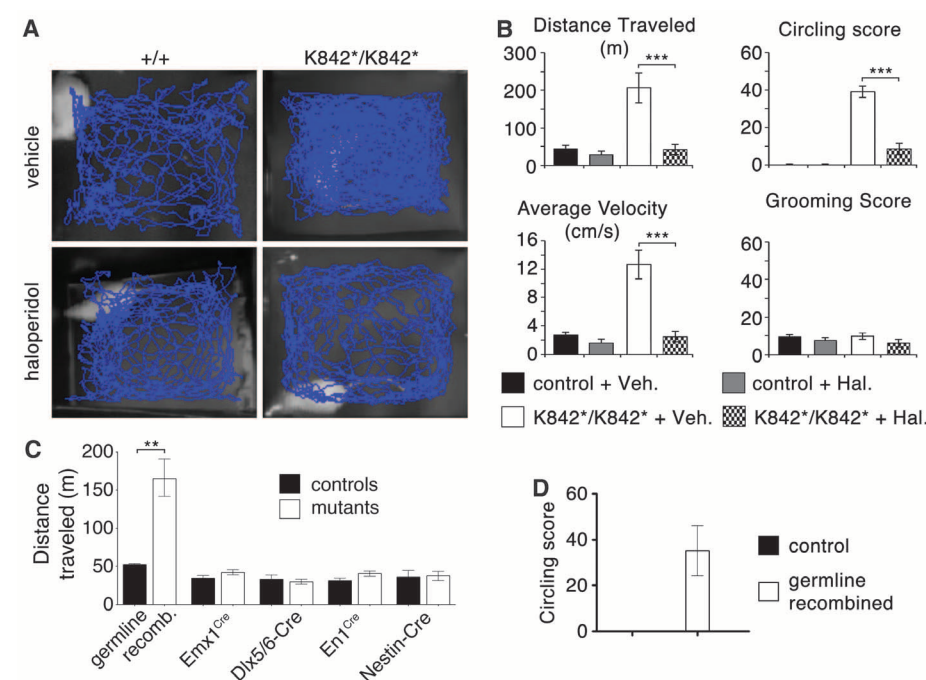 A
+/+
K842*/K842*
vehicle
haloperidol
B
Distance Traveled
(m)
300
200
100
0
***
Circling score
60
40
20
0
***
Average Velocity
(cm/s)
16
12
8
4
0
***
Grooming Score
60
40
20
0
control + Veh.
control + Hal.
K842*/K842* + Veh.
K842*/K842* + Hal.
C
Distance
traveled (m)
200
150
100
50
0
**
controls
mutants
germline
recomb.
Emx1Cre
Dlx5/6-Cre
En1Cre
Nestin-Cre
D
Circling score
60
40
20
0
control
germline
recombined